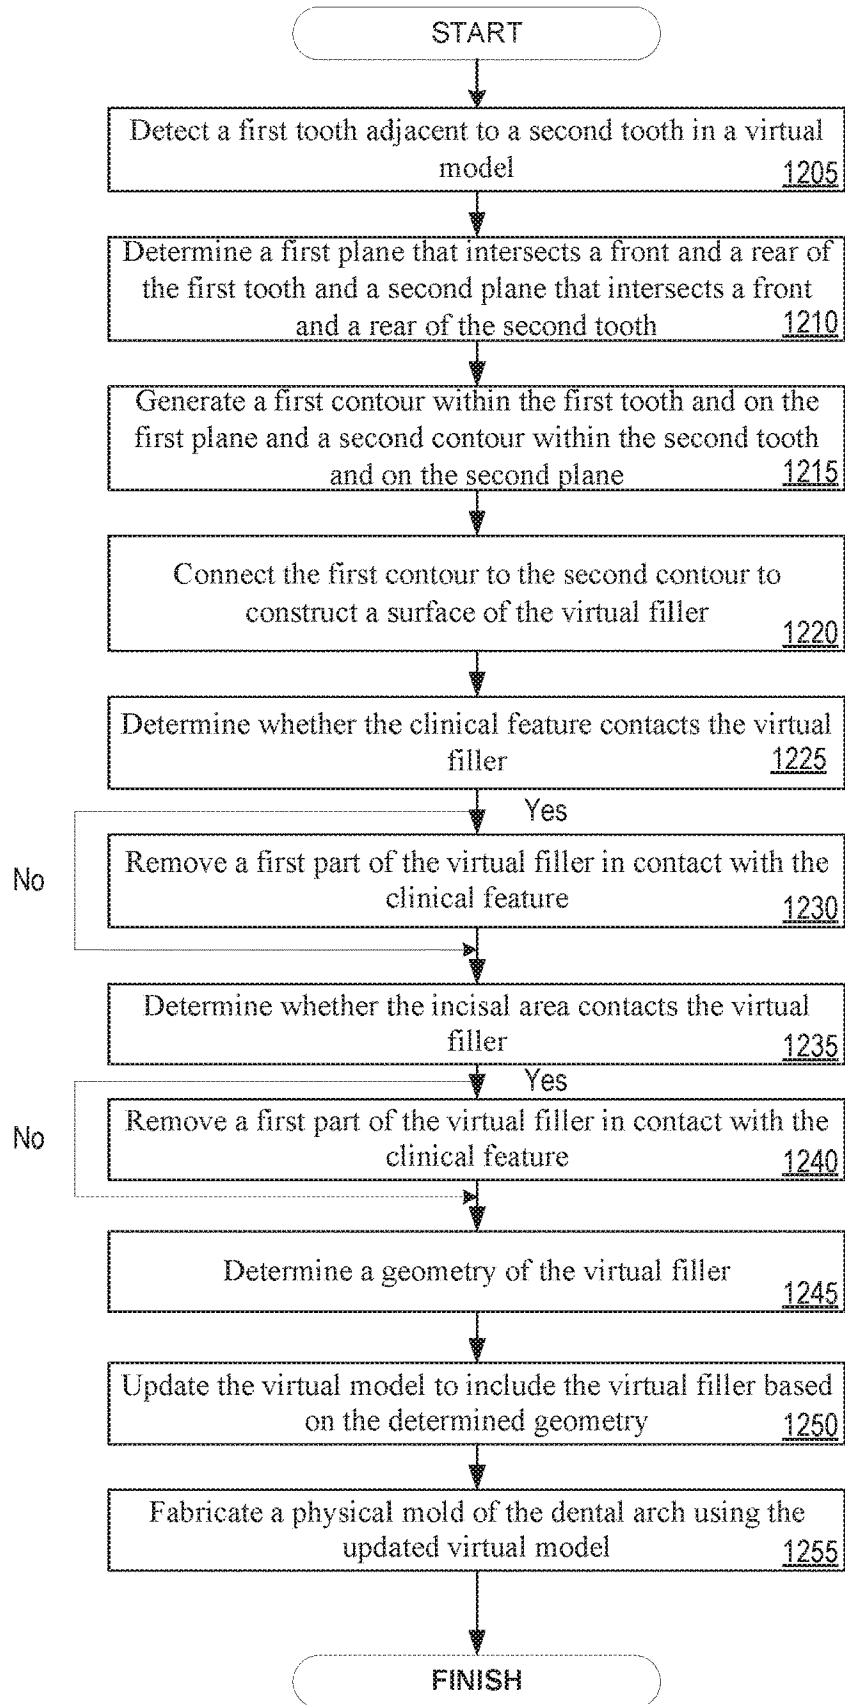 START
Detect a first tooth adjacent to a second tooth in a virtual
model
1205
Determine a first plane that intersects a front and a rear of
the first tooth and a second plane that intersects a front
and a rear of the second tooth
1210
Generate a first contour within the first tooth and on the
first plane and a second contour within the second tooth
and on the second plane
1215
Connect the first contour to the second contour to
construct a surface of the virtual filler
1220
Determine whether the clinical feature contacts the virtual
filler
1225
Yes
No
Remove a first part of the virtual filler in contact with the
clinical feature
1230
Determine whether the incisal area contacts the virtual
filler
1235
Yes
No
Remove a first part of the virtual filler in contact with the
clinical feature
1240
Determine a geometry of the virtual filler
1245
Update the virtual model to include the virtual filler based
on the determined geometry
1250
Fabricate a physical mold of the dental arch using the
updated virtual model
1255
FINISH